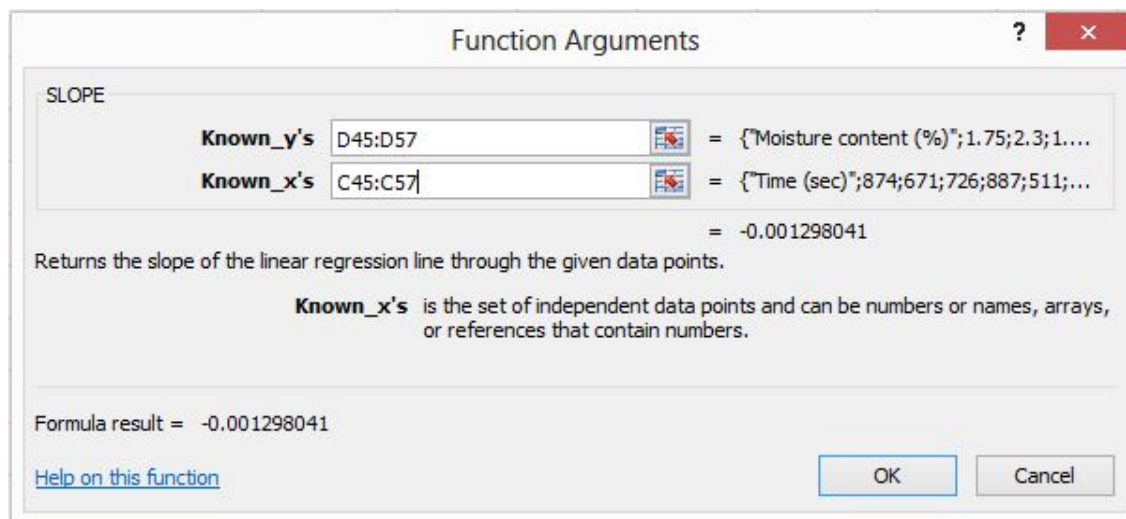 Function Arguments
?
SLOPE
Known_y's D45:D57 = {"Moisture content (%)";1.75;2.3;1....
Known_x's C45:C57 = {"Time (sec)";874;671;726;887;511;...
= -0.001298041
Returns the slope of the linear regression line through the given data points.
Known_x's is the set of independent data points and can be numbers or names, arrays,
or references that contain numbers.
Formula result = -0.001298041
Help on this function
OK Cancel